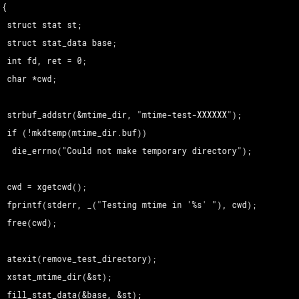 {
struct stat st;
struct stat_data base;
int fd, ret = 0;
char *cwd;
strbuf_addstr(&mtime_dir, "mtime-test-XXXXXX");
if (!mkdtemp(mtime_dir.buf))
die_errno("Could not make temporary directory");
cwd = xgetcwd();
fprintf(stderr, _("Testing mtime in '%s' "), cwd);
free(cwd);
atexit(remove_test_directory);
xstat_mtime_dir(&st);
fill_stat_data(&base, &st);